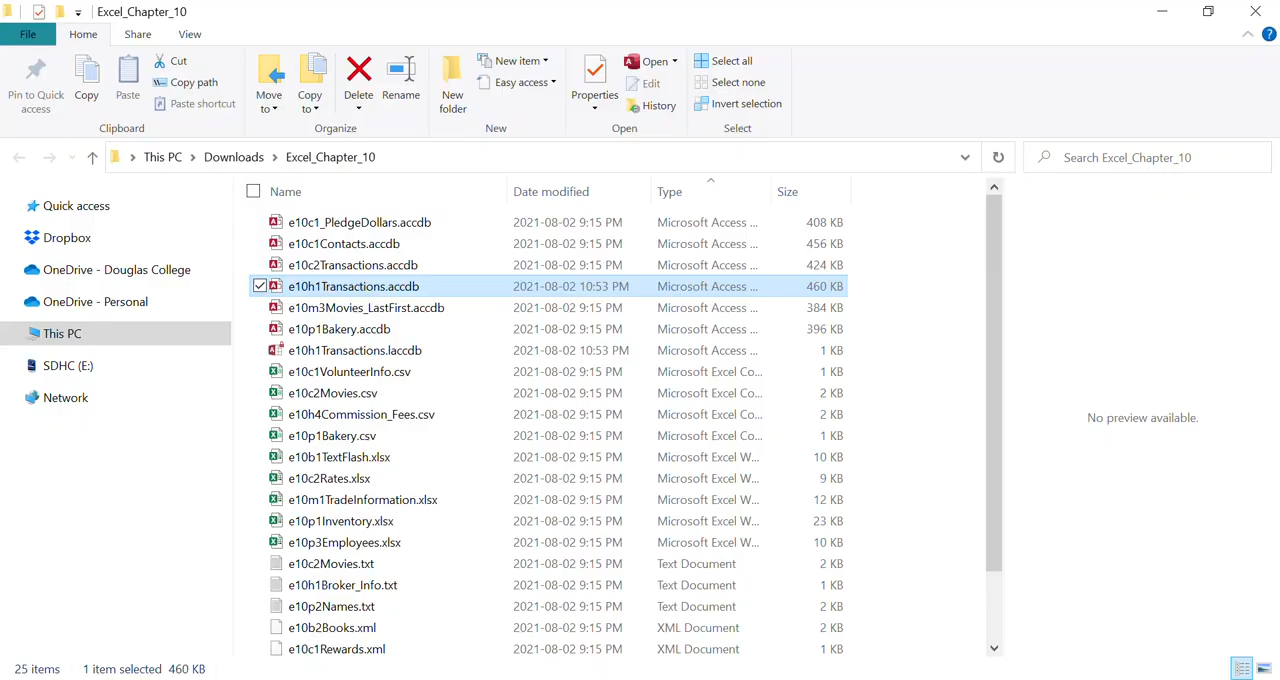 Excel_Chapter_10
File Home Share View
Pin to Quick access
Copy
Paste
Cut
Copy path
Paste shortcut
Clipboard
Move to
Copy to
Delete
Rename
Organize
New folder
New item
Easy access
New
Properties
Open
Edit
History
Open
Select all
Select none
Invert selection
Select
This PC > Downloads > Excel_Chapter_10
Search Excel_Chapter_10
Quick access
Dropbox
OneDrive - Douglas College
OneDrive - Personal
This PC
SDHC (E:)
Network
Name Date modified Type Size
e10c1_PledgeDollars.accdb 2021-08-02 9:15 PM Microsoft Access ... 408 KB
e10c1Contacts.accdb 2021-08-02 9:15 PM Microsoft Access ... 456 KB
e10c2Transactions.accdb 2021-08-02 9:15 PM Microsoft Access ... 424 KB
e10h1Transactions.accdb 2021-08-02 10:53 PM Microsoft Access ... 460 KB
e10m3Movies_LastFirst.accdb 2021-08-02 9:15 PM Microsoft Access ... 384 KB
e10p1Bakery.accdb 2021-08-02 9:15 PM Microsoft Access ... 396 KB
e10h1Transactions.laccdb 2021-08-02 10:53 PM Microsoft Access ... 1 KB
e10c1VolunteerInfo.csv 2021-08-02 9:15 PM Microsoft Excel Co... 1 KB
e10c2Movies.csv 2021-08-02 9:15 PM Microsoft Excel Co... 2 KB
e10h4Commission_Fees.csv 2021-08-02 9:15 PM Microsoft Excel Co... 2 KB
e10p1Bakery.csv 2021-08-02 9:15 PM Microsoft Excel Co... 1 KB
e10b1TextFlash.xlsx 2021-08-02 9:15 PM Microsoft Excel W... 10 KB
e10c2Rates.xlsx 2021-08-02 9:15 PM Microsoft Excel W... 9 KB
e10m1TradeInformation.xlsx 2021-08-02 9:15 PM Microsoft Excel W... 12 KB
e10p1Inventory.xlsx 2021-08-02 9:15 PM Microsoft Excel W... 23 KB
e10p3Employees.xlsx 2021-08-02 9:15 PM Microsoft Excel W... 10 KB
e10c2Movies.txt 2021-08-02 9:15 PM Text Document 2 KB
e10h1Broker_Info.txt 2021-08-02 9:15 PM Text Document 1 KB
e10p2Names.txt 2021-08-02 9:15 PM Text Document 2 KB
e10b2Books.xml 2021-08-02 9:15 PM XML Document 2 KB
e10c1Rewards.xml 2021-08-02 9:15 PM XML Document 1 KB
No preview available.
25 items 1 item selected 460 KB